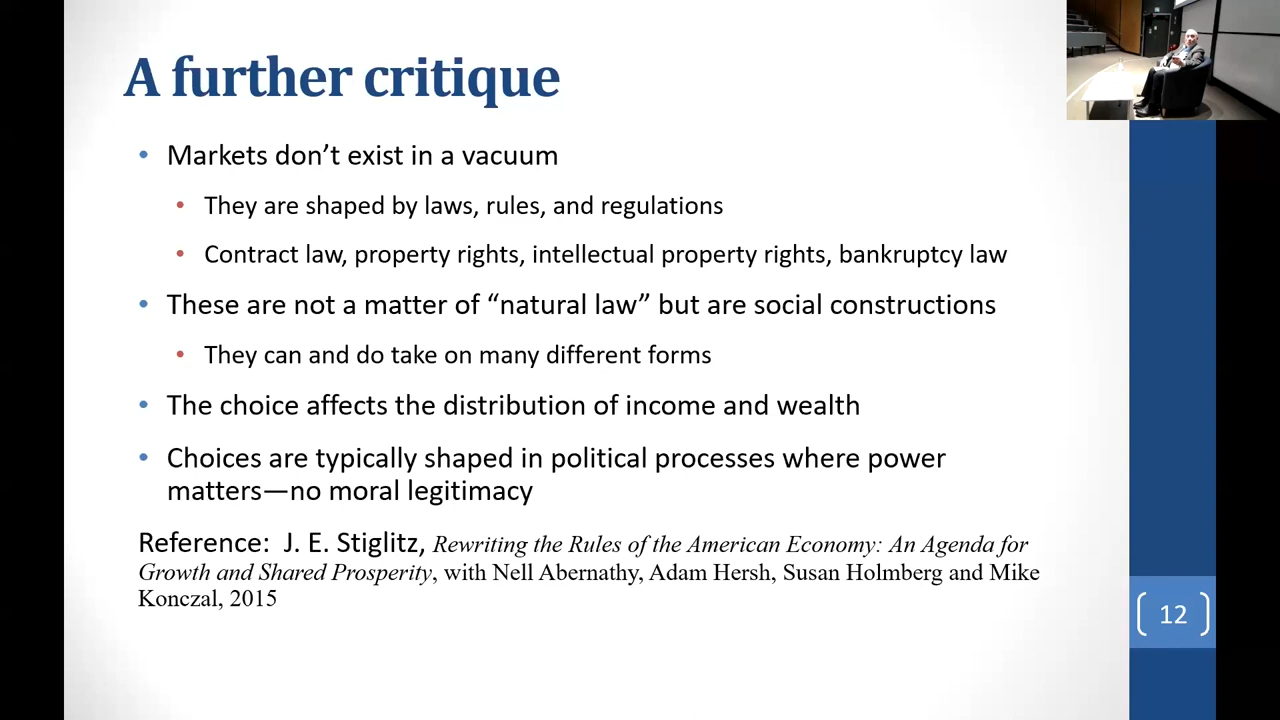 A further critique
• Markets don’t exist in a vacuum
• They are shaped by laws, rules, and regulations
• Contract law, property rights, intellectual property rights, bankruptcy law
• These are not a matter of “natural law” but are social constructions
• They can and do take on many different forms
• The choice affects the distribution of income and wealth
• Choices are typically shaped in political processes where power
matters—no moral legitimacy
Reference: J. E. Stiglitz, Rewriting the Rules of the American Economy: An Agenda for
Growth and Shared Prosperity, with Nell Abernathy, Adam Hersh, Susan Holmberg and Mike
Konczal, 2015
12